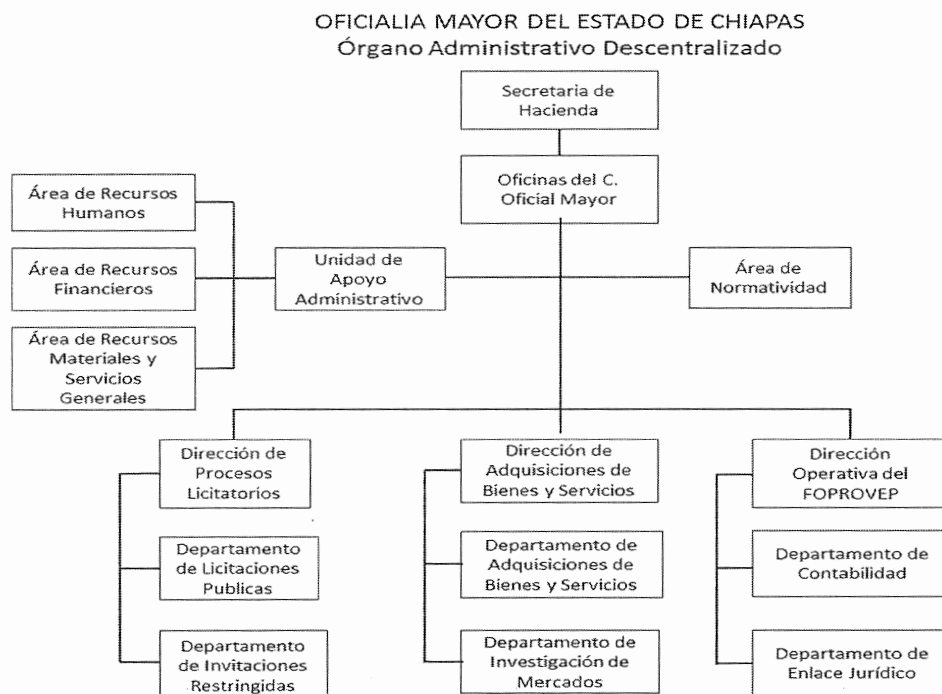 OFICIALIA MAYOR DEL ESTADO DE CHIAPAS
Órgano Administrativo Descentralizado
Secretaria de
Hacienda
Oficinas del C.
Oficial Mayor
Área de Recursos
Humanos
Área de Recursos
Financieros
Área de Recursos
Materiales y
Servicios
Generales
Unidad de
Apoyo
Administrativo
Área de
Normatividad
Dirección de
Procesos
Licitatorios
Departamento
de Licitaciones
Publicas
Departamento
de Invitaciones
Restringidas
Dirección de
Adquisiciones de
Bienes y Servicios
Departamento de
Adquisiciones de
Bienes y Servicios
Departamento de
Investigación de
Mercados
Dirección
Operativa del
FOPROVEP
Departamento de
Contabilidad
Departamento de
Enlace Jurídico